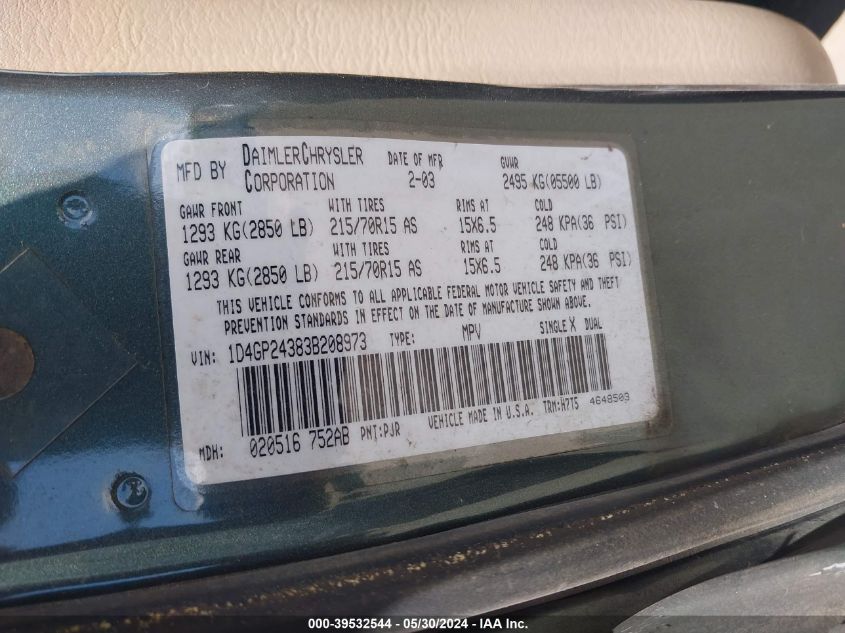 MFD BY DAIMLERCHRYSLER CORPORATION DATE OF MFR 2-03 GVWR 2495 KG(05500 LB)
GAWR FRONT WITH TIRES RIMS AT COLD
1293 KG(2850 LB) 215/70R15 AS 15X6.5 248 KPA(36 PSI)
GAWR REAR WITH TIRES RIMS AT COLD
1293 KG(2850 LB) 215/70R15 AS 15X6.5 248 KPA(36 PSI)
THIS VEHICLE CONFORMS TO ALL APPLICABLE FEDERAL MOTOR VEHICLE SAFETY AND THEFT
PREVENTION STANDARDS IN EFFECT ON THE DATE OF MANUFACTURE SHOWN ABOVE.
VIN: 1D4GP24383B208973 TYPE: MPV SINGLE X DUAL
MDH: 020516 752AB PNT:PJR VEHICLE MADE IN U.S.A. TRM:H7T5 4648503
000-39532544 - 05/30/2024 - IAA Inc.